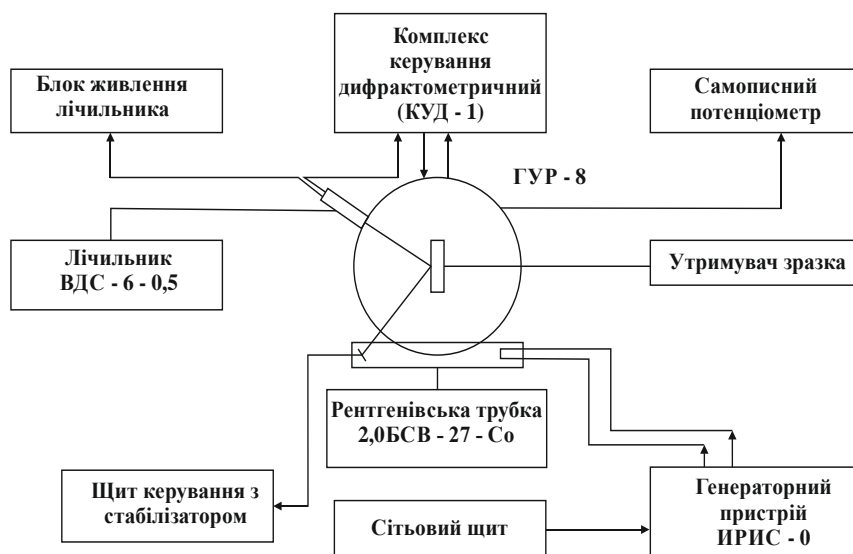 Блок живлення
лічильника
Комплекс
керування
дифрактометричний
(КУД - 1)
Самописний
потенціометр
ГУР - 8
Лічильник
ВДС - 6 - 0,5
Утримувач зразка
Рентгенівська трубка
2,0БСВ - 27 - Со
Щит керування з
стабілізатором
Сітьовий щит
Генераторний
пристрій
ИРИС - 0